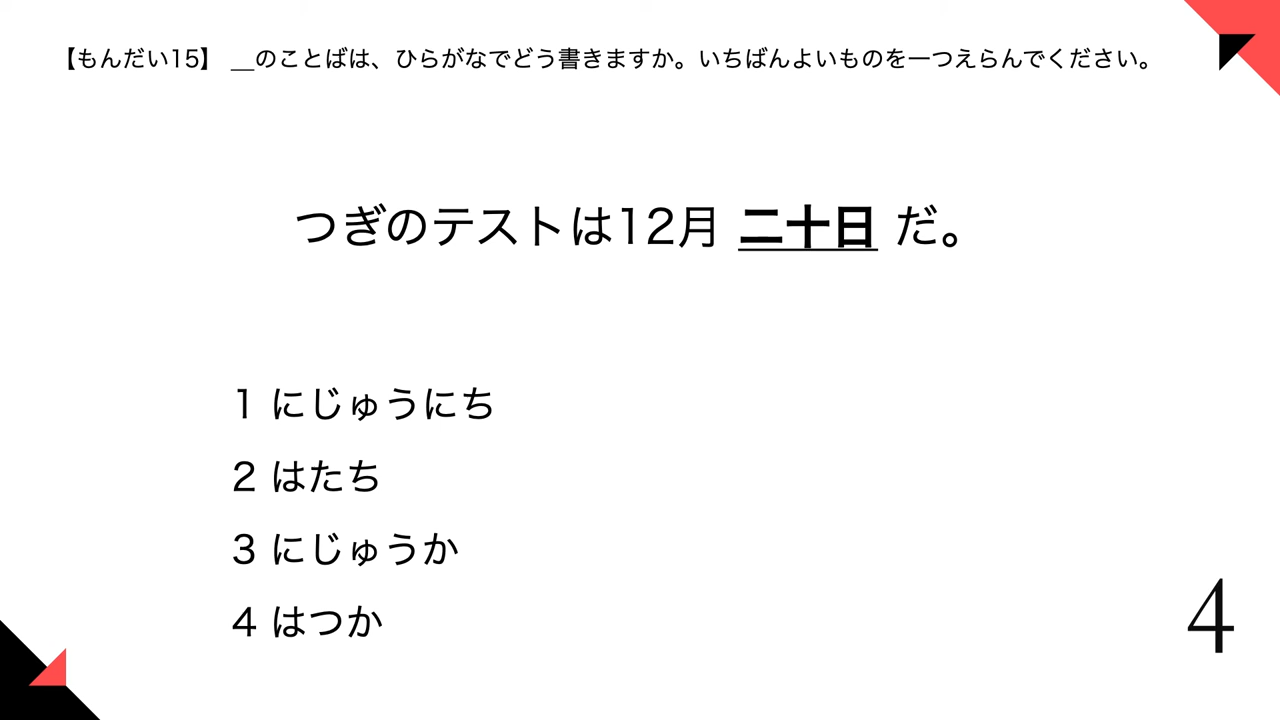 【もんだい15】 __のことばは、ひらがなでどう書きますか。いちばんよいものを一つえらんでください。
つぎのテストは12月 二十日 だ。
1 にじゅうにち
2 はたち
3 にじゅうか
4 はつか
4